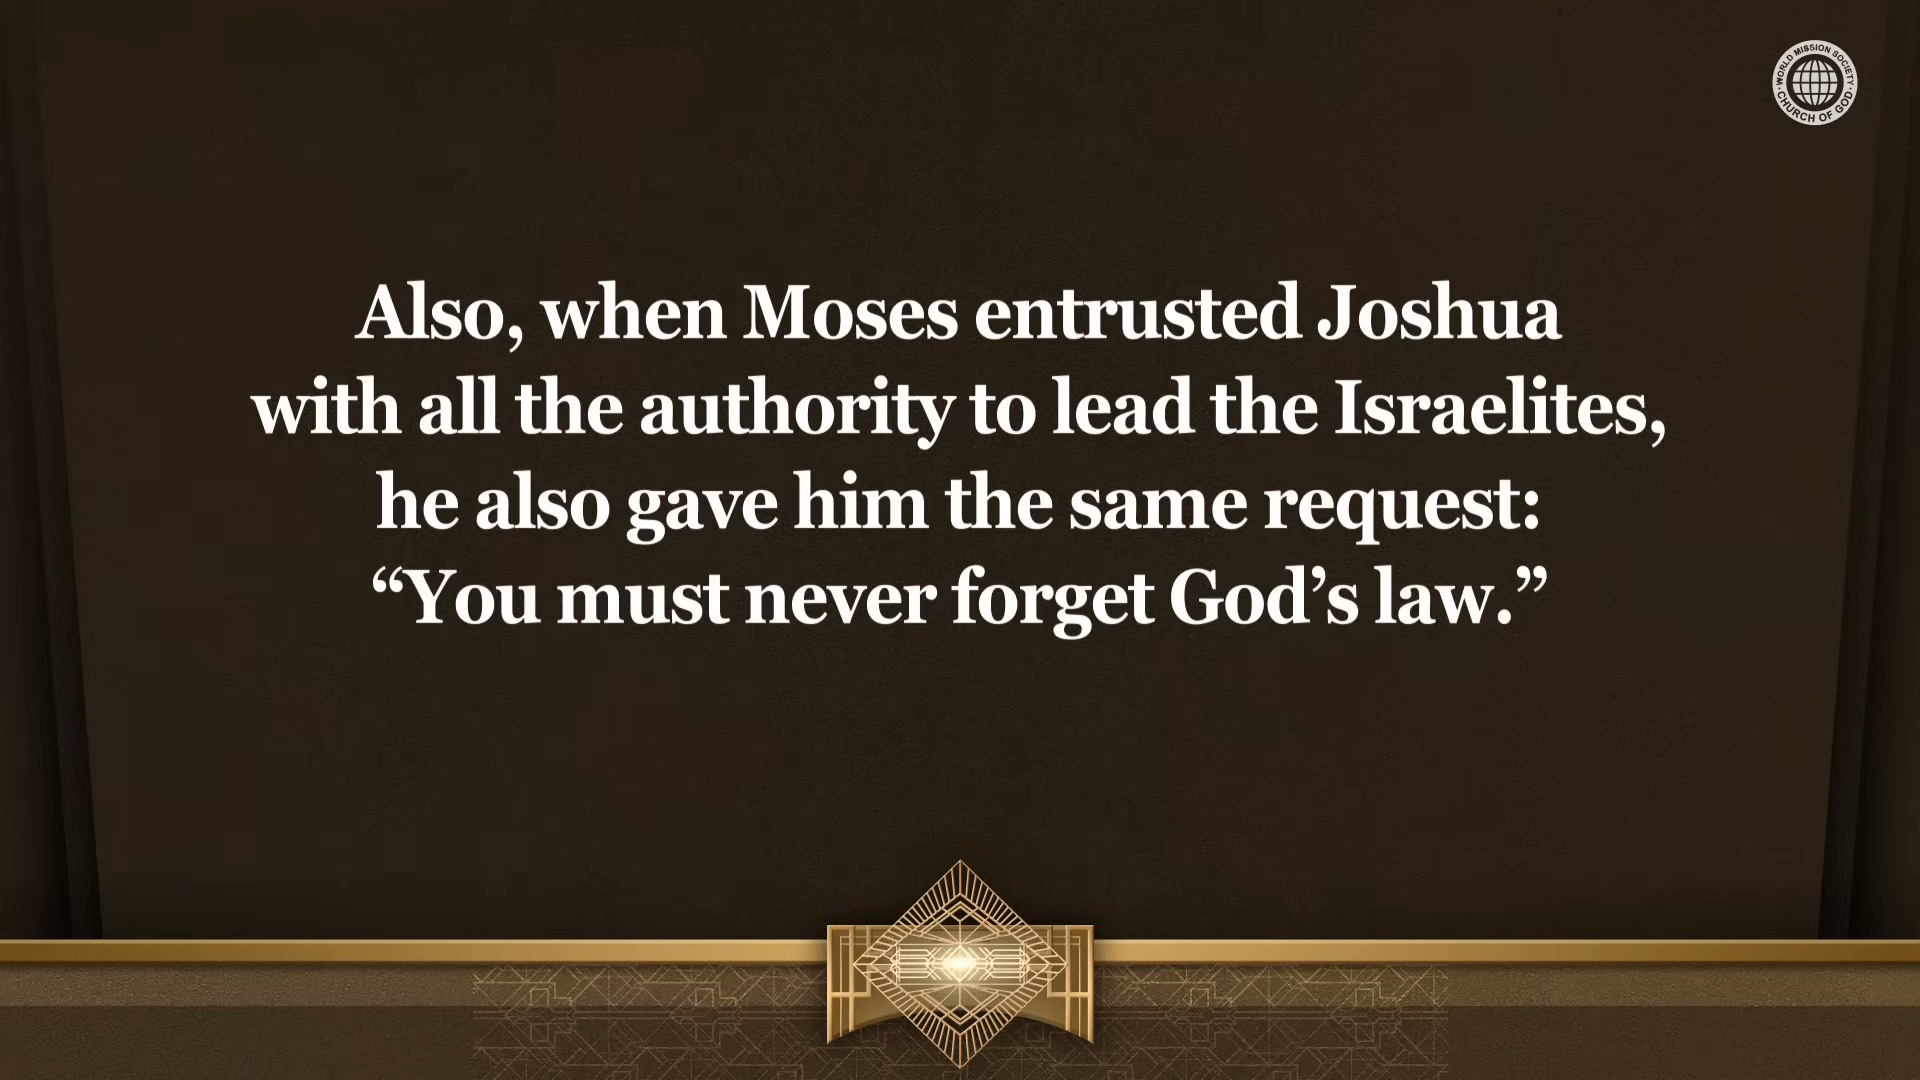 WORLD MISSION SOCIETY
CHURCH OF GOD
Also, when Moses entrusted Joshua
with all the authority to lead the Israelites,
he also gave him the same request:
“You must never forget God’s law.”